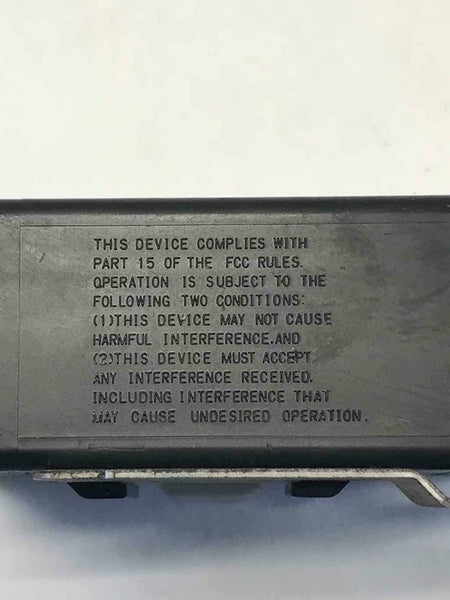 THIS DEVICE COMPLIES WITH
PART 15 OF THE FCC RULES.
OPERATION IS SUBJECT TO THE
FOLLOWING TWO CONDITIONS:
(1)THIS DEVICE MAY NOT CAUSE
HARMFUL INTERFERENCE,AND
(2)THIS DEVICE MUST ACCEPT
ANY INTERFERENCE RECEIVED,
INCLUDING INTERFERENCE THAT
MAY CAUSE UNDESIRED OPERATION.